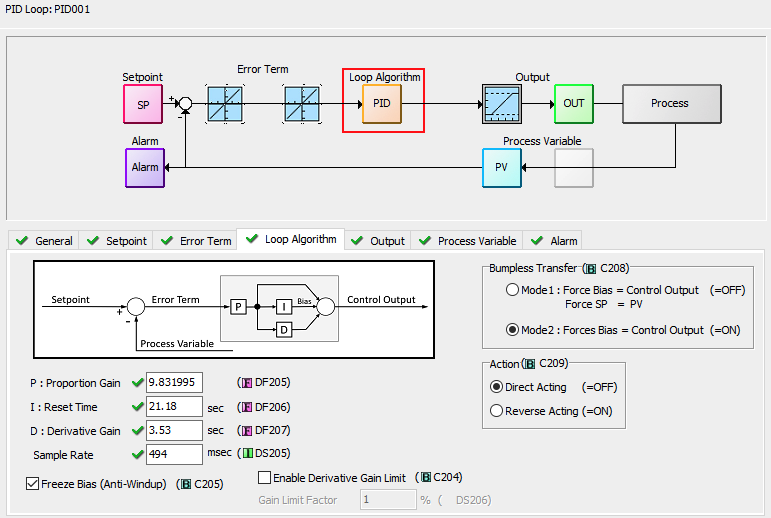 PID Loop: PID001
Error Term
Setpoint
Loop Algorithm
Output
SP
+
-
PID
OUT
Process
Alarm
Process Variable
Alarm
PV
General
Setpoint
Error Term
Loop Algorithm
Output
Process Variable
Alarm
Setpoint
Error Term
P
I
Bias
D
Control Output
+
-
Process Variable
P : Proportion Gain 9.831995 (F DF205)
I : Reset Time 21.18 sec (F DF206)
D : Derivative Gain 3.53 sec (F DF207)
Sample Rate 494 msec (I DS205)
Freeze Bias (Anti-Windup) (B C205)
Enable Derivative Gain Limit (B C204)
Gain Limit Factor 1 % ( DS206)
Bumpless Transfer (B C208)
Mode1 : Force Bias = Control Output (=OFF)
Force SP = PV
Mode2 : Forces Bias = Control Output (=ON)
Action (B C209)
Direct Acting (=OFF)
Reverse Acting (=ON)